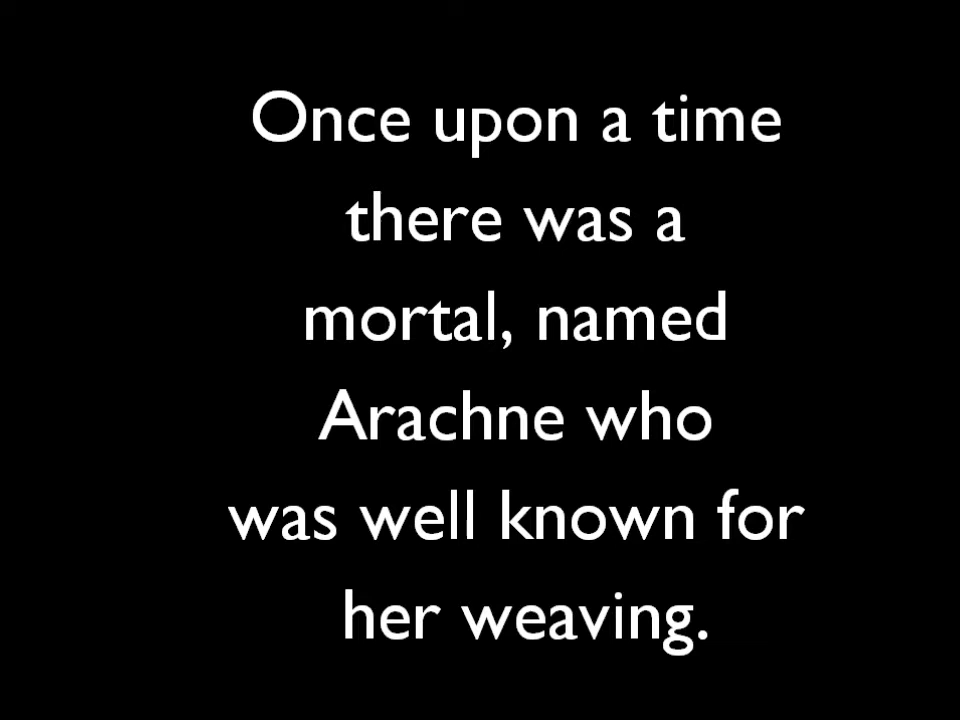 Once upon a time
there was a
mortal, named
Arachne who
was well known for
her weaving.